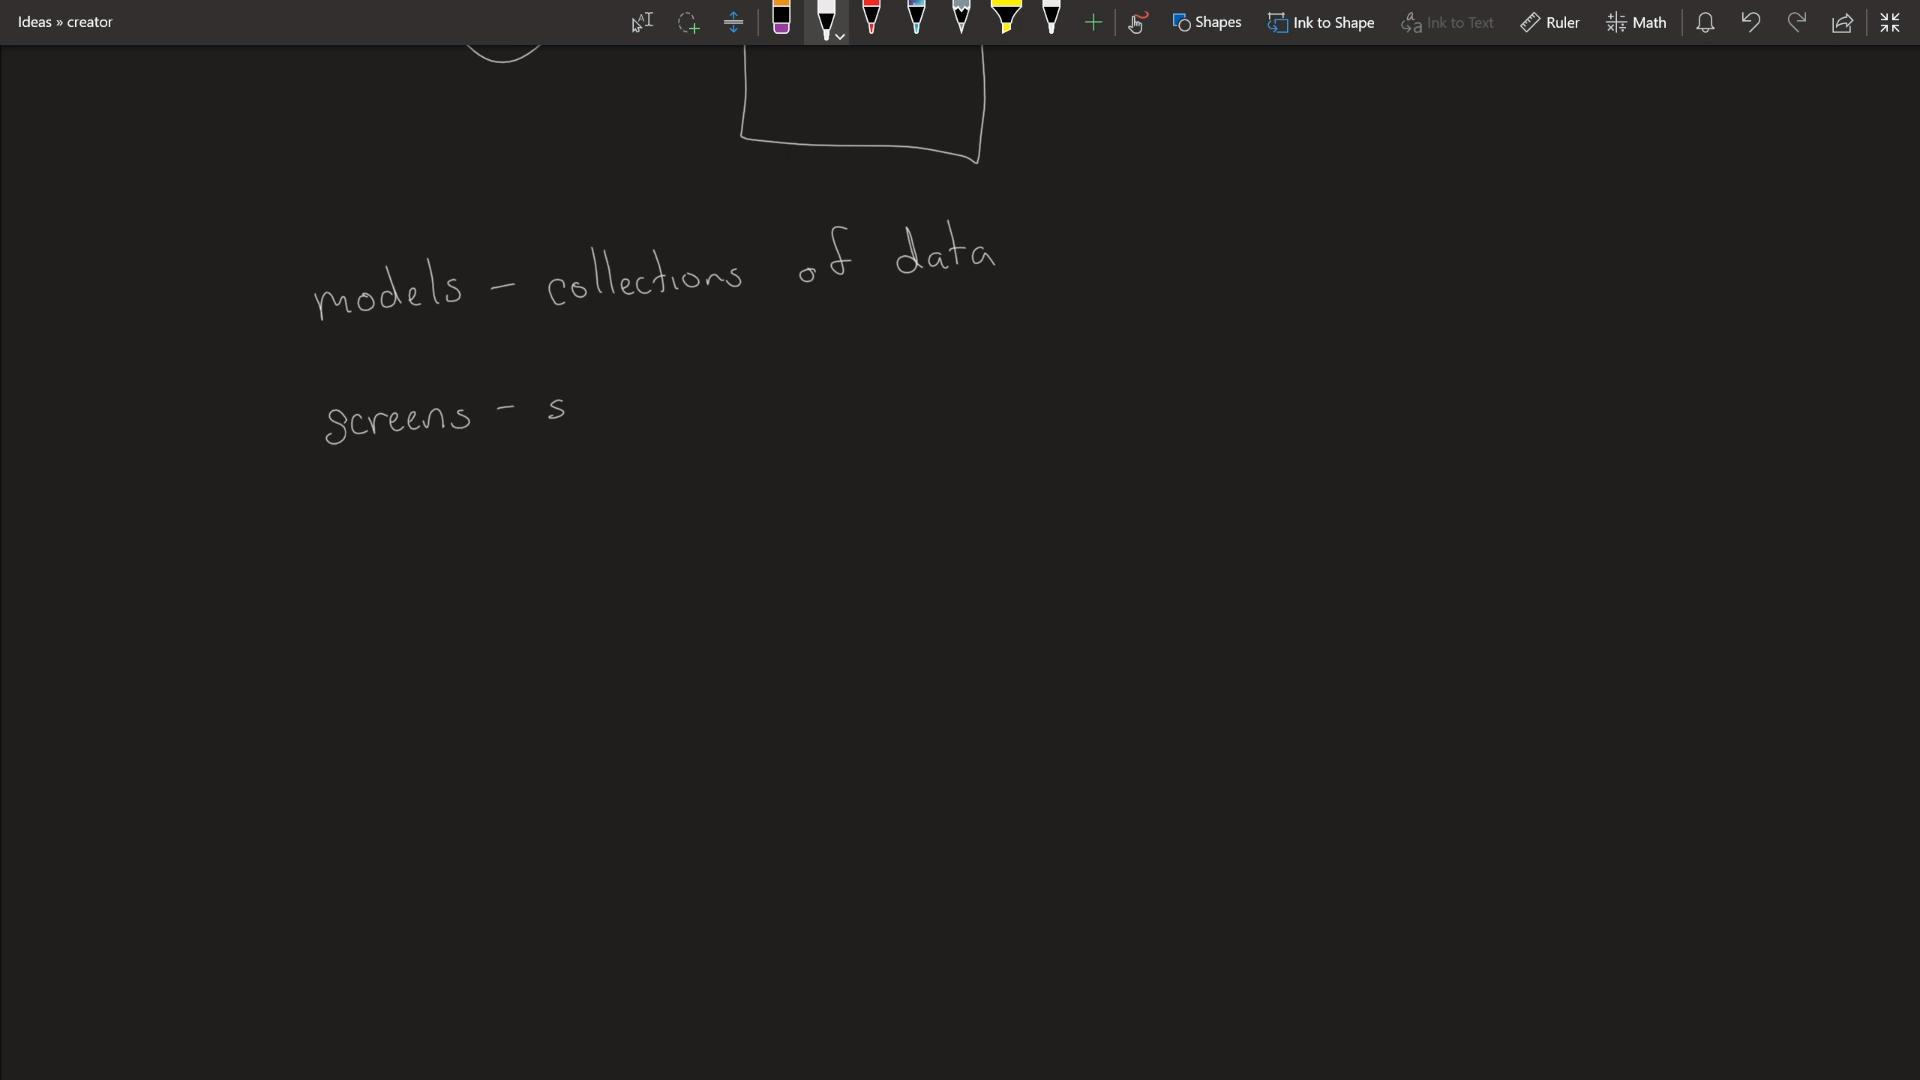 Ideas » creator
Shapes
Ink to Shape
Ink to Text
Ruler
Math
models - collections of data
screens - s